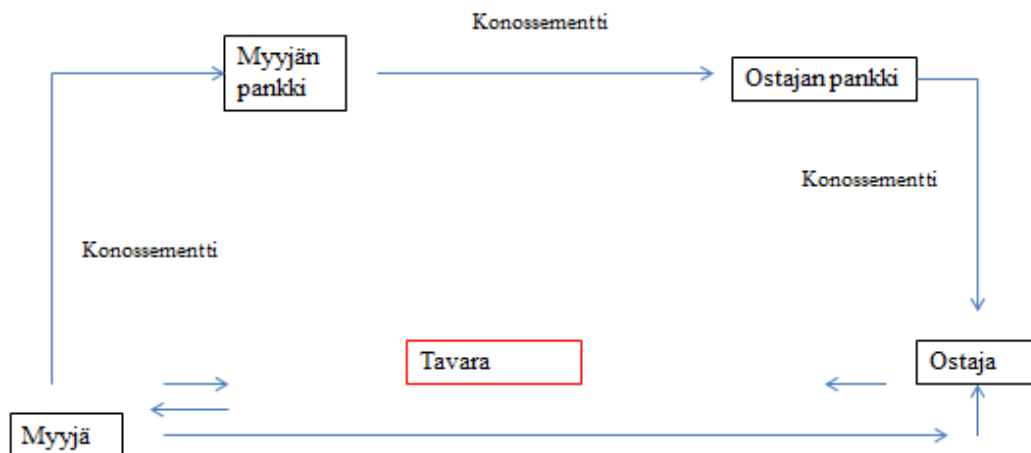 Konossementti
Myyjän
pankki
Ostajan pankki
Konossementti
Konossementti
Tavara
Ostaja
Myyjä